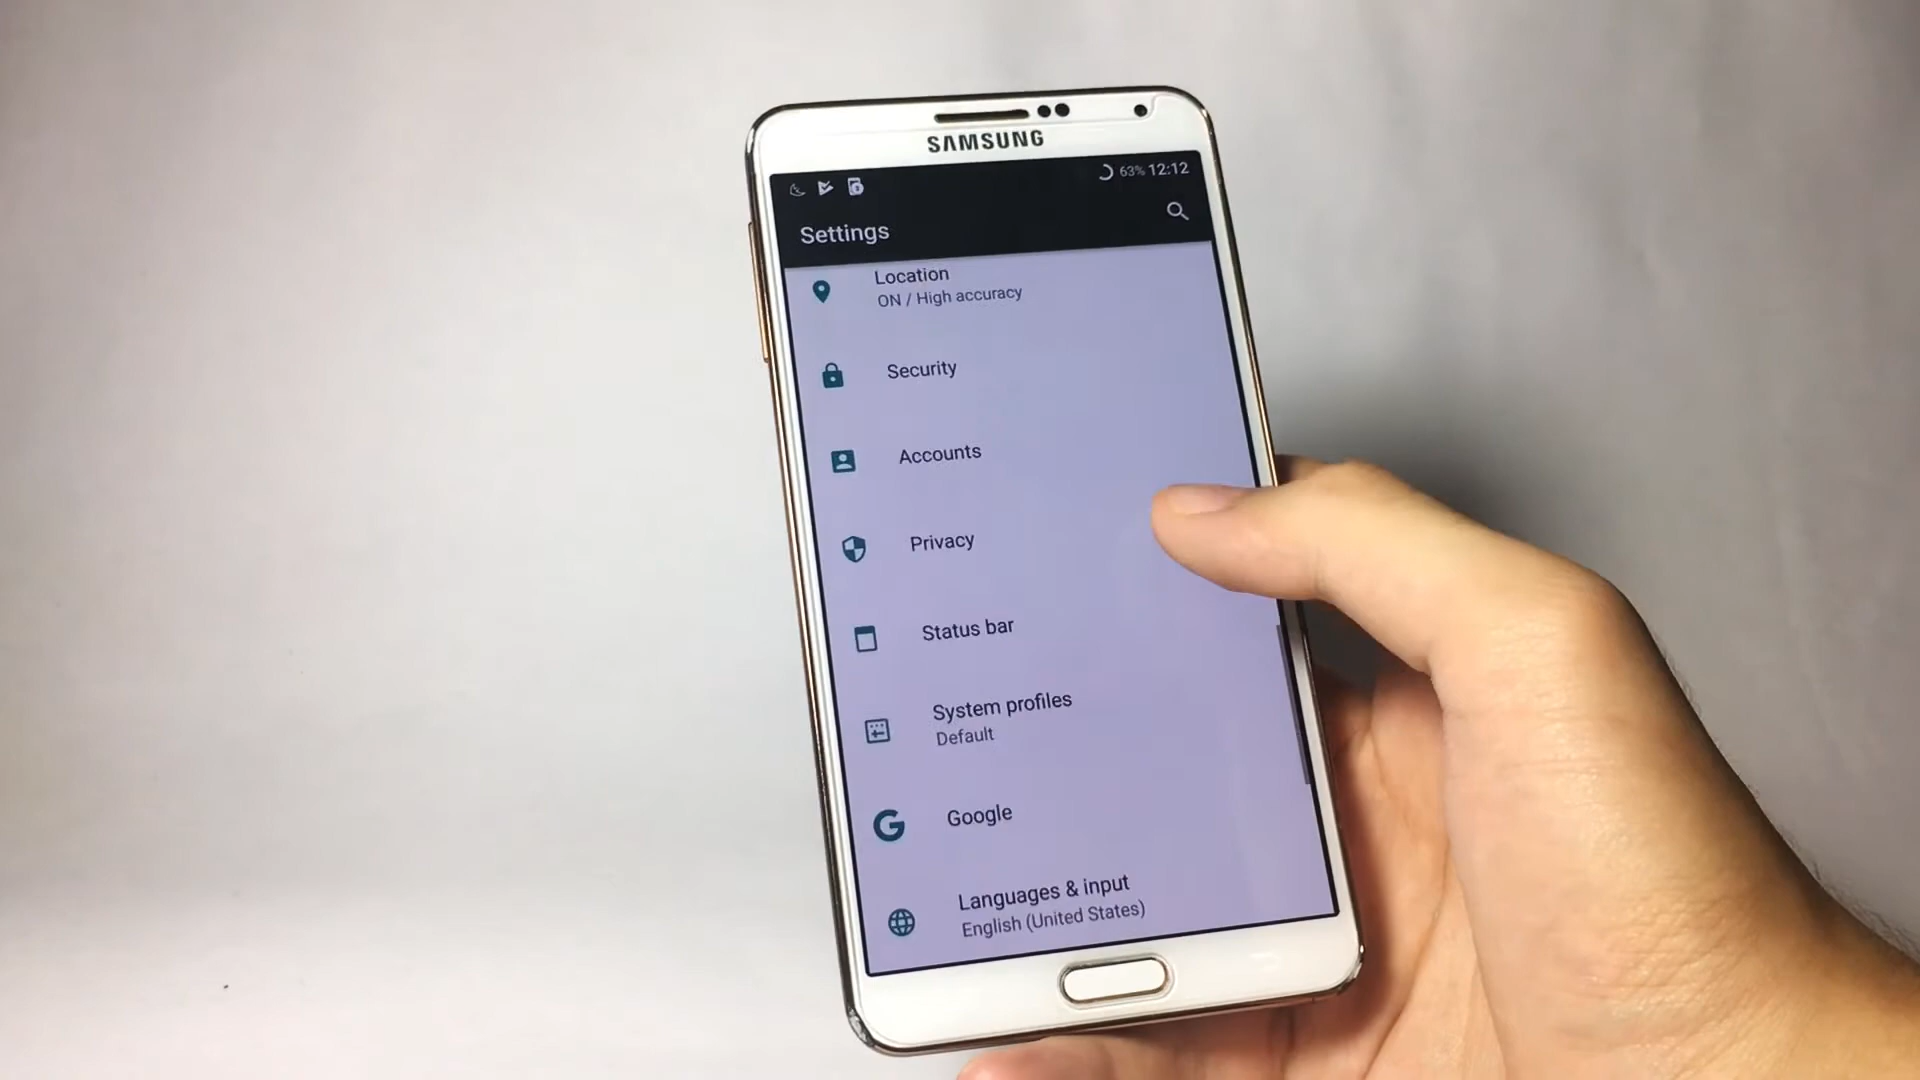 SAMSUNG
63% 12:12
Settings
Location
ON / High accuracy
Security
Accounts
Privacy
Status bar
System profiles
Default
Google
Languages & input
English (United States)